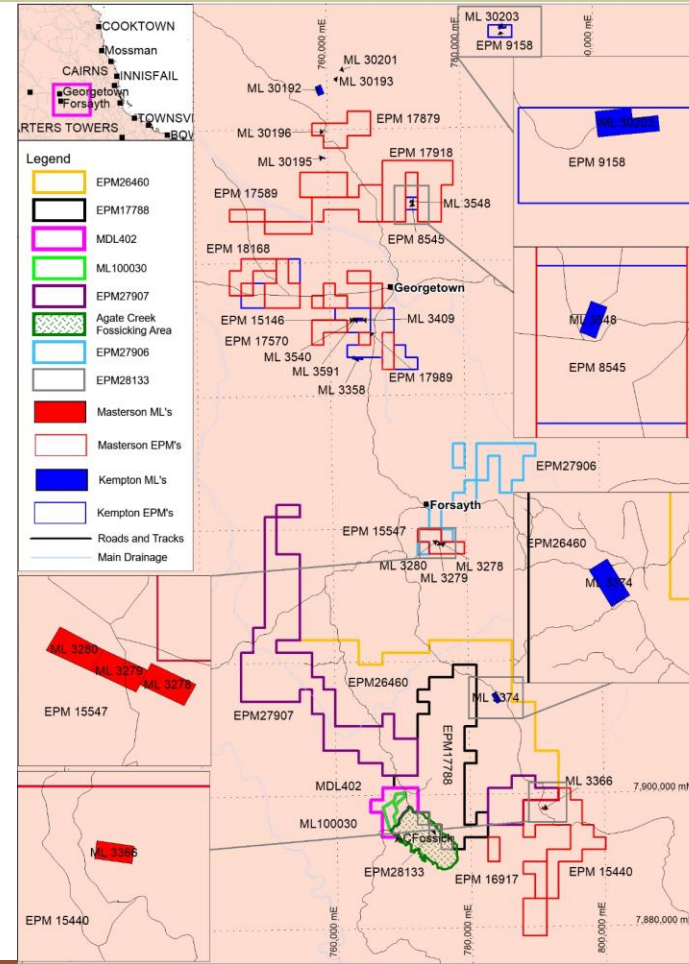 COOKTOWN
Mossman
CAIRNS
INNISFAIL
Georgetown
Forsayth
TOWNSVI
RTERS TOWERS
BOW
Legend
EPM26460
EPM17788
MDL402
ML100030
EPM27907
Agate Creek
Fossicking Area
EPM27906
EPM28133
Masterson ML's
Masterson EPM's
Kempton ML's
Kempton EPM's
Roads and Tracks
Main Drainage
760,000 mE
780,000 mE
0,000 mE
ML 30203
EPM 9158
ML 30201
ML 30193
ML 30192
EPM 17879
ML 30196
ML 30195
EPM 17918
EPM 17589
ML 3548
EPM 8545
EPM 18168
Georgetown
EPM 15146
ML 3409
EPM 17570
ML 3540
ML 3591
EPM 17989
ML 3358
ML 30203
EPM 9158
ML 3548
EPM 8545
EPM27906
Forsayth
EPM 15547
ML 3280
ML 3278
ML 3279
EPM26460
ML 3374
ML 3280
ML 3279
ML 3278
EPM 15547
EPM26460
ML 3374
EPM27907
EPM17788
MDL402
ML 3366
7,900,000 mN
ML100030
ACFossick
EPM28133
EPM 16917
EPM 15440
ML 3366
EPM 15440
7,880,000 mN
760,000 mE
780,000 mE
800,000 mE